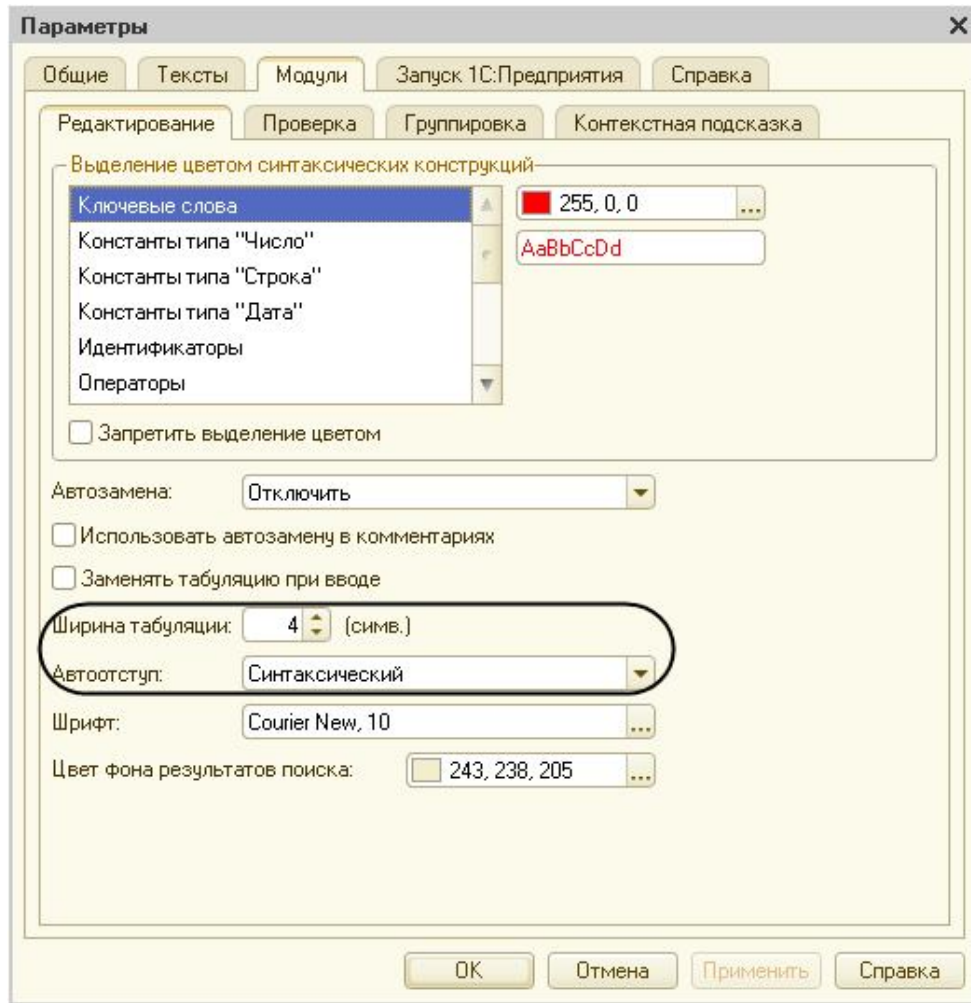 Параметры
Общие Тексты Модули Запуск 1С:Предприятия Справка
Редактирование Проверка Группировка Контекстная подсказка
Выделение цветом синтаксических конструкций
Ключевые слова 255, 0, 0 ...
Константы типа "Число" AaBbCcDd
Константы типа "Строка"
Константы типа "Дата"
Идентификаторы
Операторы
Запретить выделение цветом
Автозамена: Отключить
Использовать автозамену в комментариях
Заменять табуляцию при вводе
Ширина табуляции: 4 (симв.)
Автоотступ: Синтаксический
Шрифт: Courier New, 10 ...
Цвет фона результатов поиска: 243, 238, 205 ...
OK Отмена Применить Справка